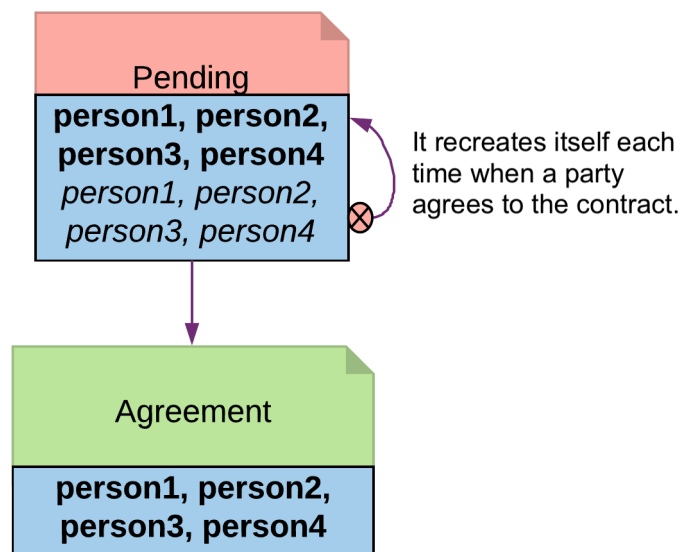 Pending
person1, person2,
person3, person4
person1, person2,
person3, person4
It recreates itself each
time when a party
agrees to the contract.
Agreement
person1, person2,
person3, person4